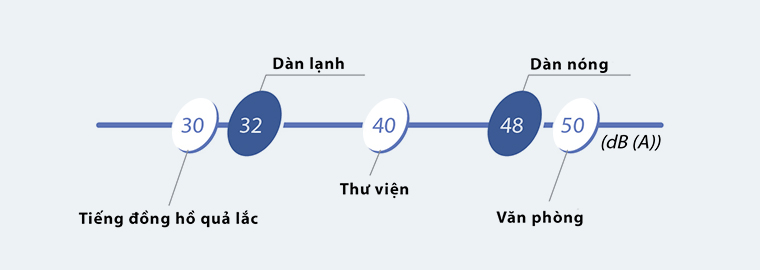 Dàn lạnh
Dàn nóng
30
32
40
48
50
(dB (A))
Thư viện
Tiếng đồng hồ quả lắc
Văn phòng